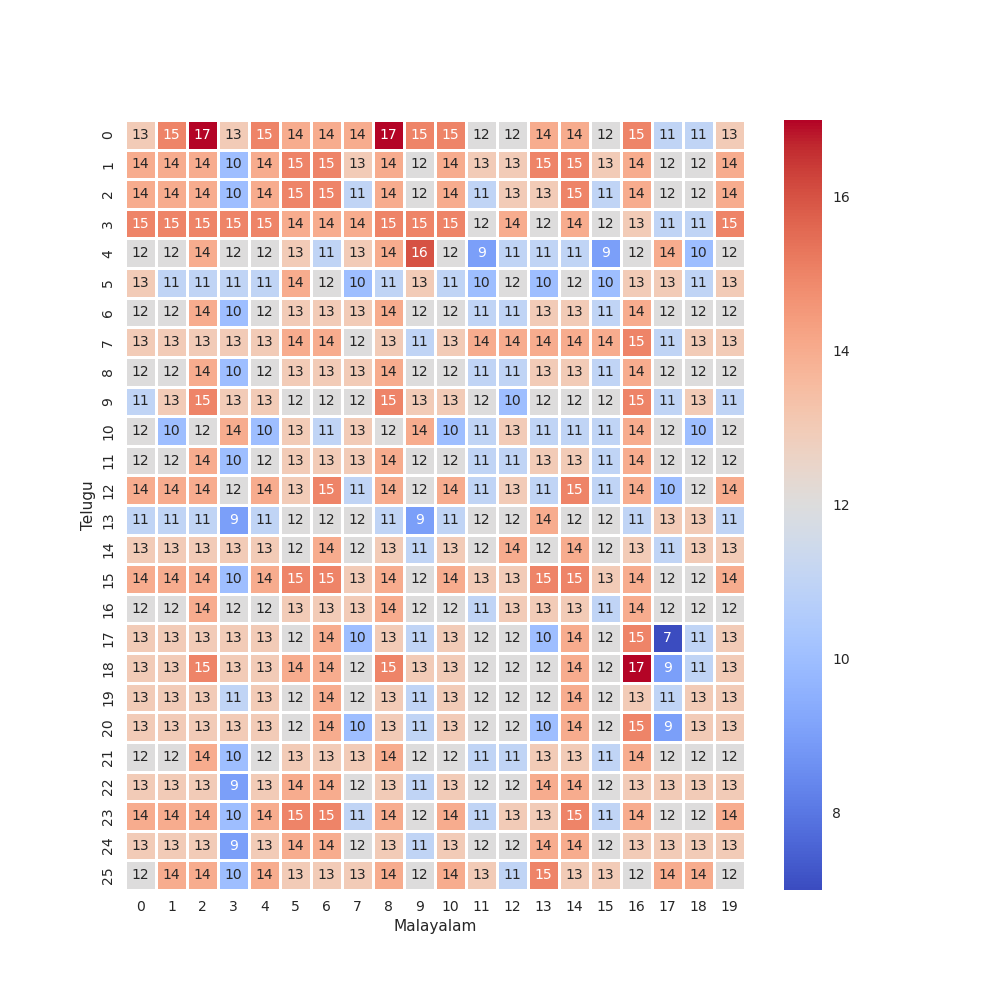 0 13 15 17 13 15 14 14 14 17 15 15 12 12 14 14 12 15 11 11 13
1 14 14 14 10 14 15 15 13 14 12 14 13 13 15 15 13 14 12 12 14
2 14 14 14 10 14 15 15 11 14 12 14 11 13 13 15 11 14 12 12 14
3 15 15 15 15 15 14 14 14 15 15 15 12 14 12 14 12 13 11 11 15
4 12 12 14 12 12 13 11 13 14 16 12 9 11 11 11 9 12 14 10 12
5 13 11 11 11 11 14 12 10 11 13 11 10 12 10 12 10 13 13 11 13
6 12 12 14 10 12 13 13 13 14 12 12 11 11 13 13 11 14 12 12 12
7 13 13 13 13 13 14 14 12 13 11 13 14 14 14 14 14 15 11 13 13
8 12 12 14 10 12 13 13 13 14 12 12 11 11 13 13 11 14 12 12 12
9 11 13 15 13 13 12 12 12 15 13 13 12 10 12 12 12 15 11 13 11
10 12 10 12 14 10 13 11 13 12 14 10 11 13 11 11 11 14 12 10 12
11 12 12 14 10 12 13 13 13 14 12 12 11 11 13 13 11 14 12 12 12
12 14 14 14 12 14 13 15 11 14 12 14 11 13 11 15 11 14 10 12 14
13 11 11 11 9 11 12 12 12 11 9 11 12 12 14 12 12 11 13 13 11
14 13 13 13 13 13 12 14 12 13 11 13 12 14 12 14 12 13 11 13 13
15 14 14 14 10 14 15 15 13 14 12 14 13 13 15 15 13 14 12 12 14
16 12 12 14 12 12 13 13 13 14 12 12 11 13 13 13 11 14 12 12 12
17 13 13 13 13 13 12 14 10 13 11 13 12 12 10 14 12 15 7 11 13
18 13 13 15 13 13 14 14 12 15 13 13 12 12 12 14 12 17 9 11 13
19 13 13 13 11 13 12 14 12 13 11 13 12 12 12 14 12 13 11 13 13
20 13 13 13 13 13 12 14 10 13 11 13 12 12 10 14 12 15 9 13 13
21 12 12 14 10 12 13 13 13 14 12 12 11 11 13 13 11 14 12 12 12
22 13 13 13 9 13 14 14 12 13 11 13 12 12 14 14 12 13 13 13 13
23 14 14 14 10 14 15 15 11 14 12 14 11 13 13 15 11 14 12 12 14
24 13 13 13 9 13 14 14 12 13 11 13 12 12 14 14 12 13 13 13 13
25 12 14 14 10 14 13 13 13 14 12 14 13 11 15 13 13 12 14 14 12
0 1 2 3 4 5 6 7 8 9 10 11 12 13 14 15 16 17 18 19
Malayalam
Telugu
16
14
12
10
8